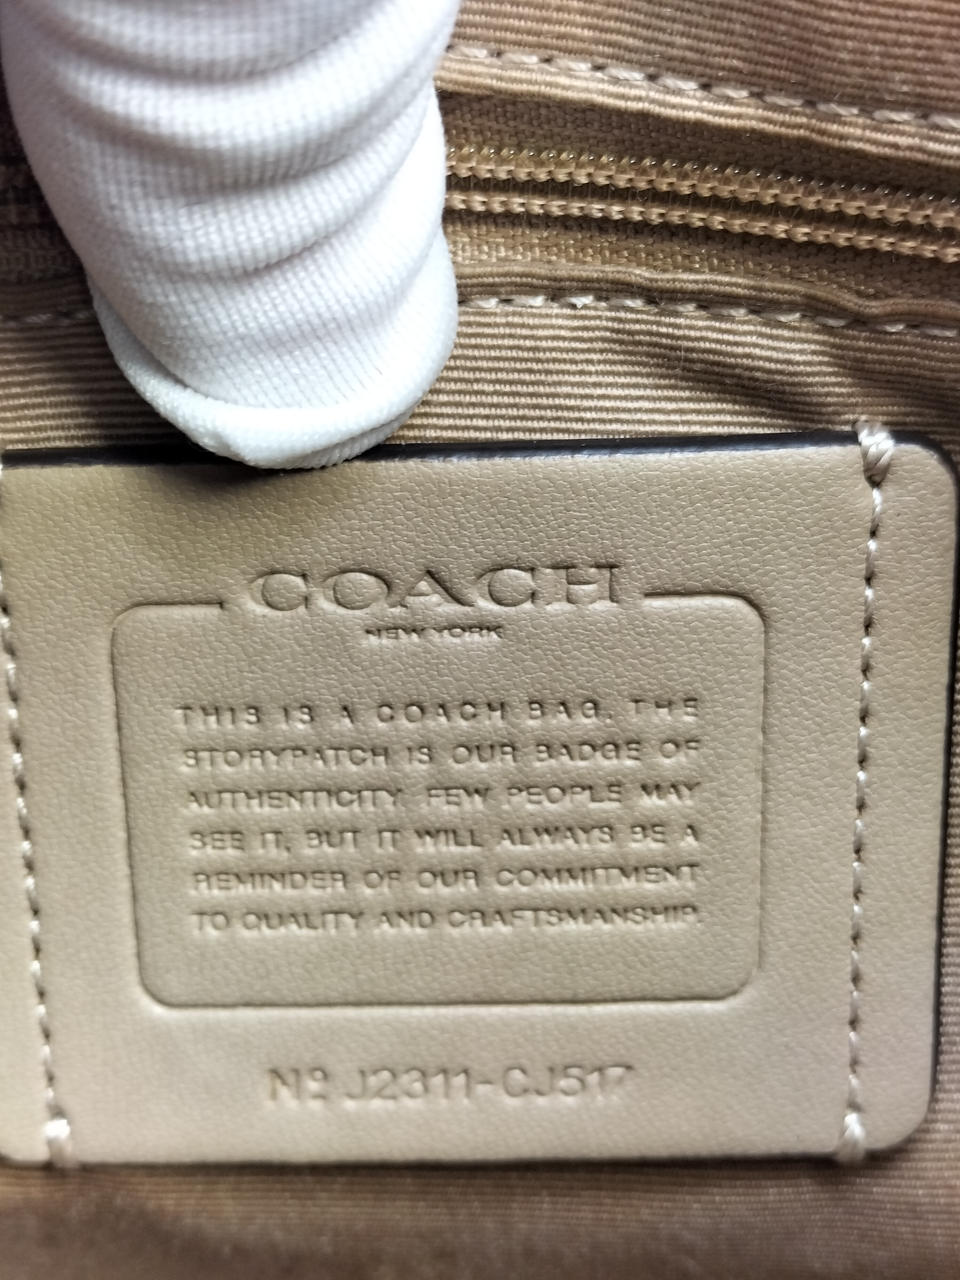 COACH
NEW YORK
THIS IS A COACH BAG. THE
STORYPATCH IS OUR BADGE OF
AUTHENTICITY. FEW PEOPLE MAY
SEE IT, BUT IT WILL ALWAYS BE A
REMINDER OF OUR COMMITMENT
TO QUALITY AND CRAFTSMANSHIP.
Nº J2311-CJ517